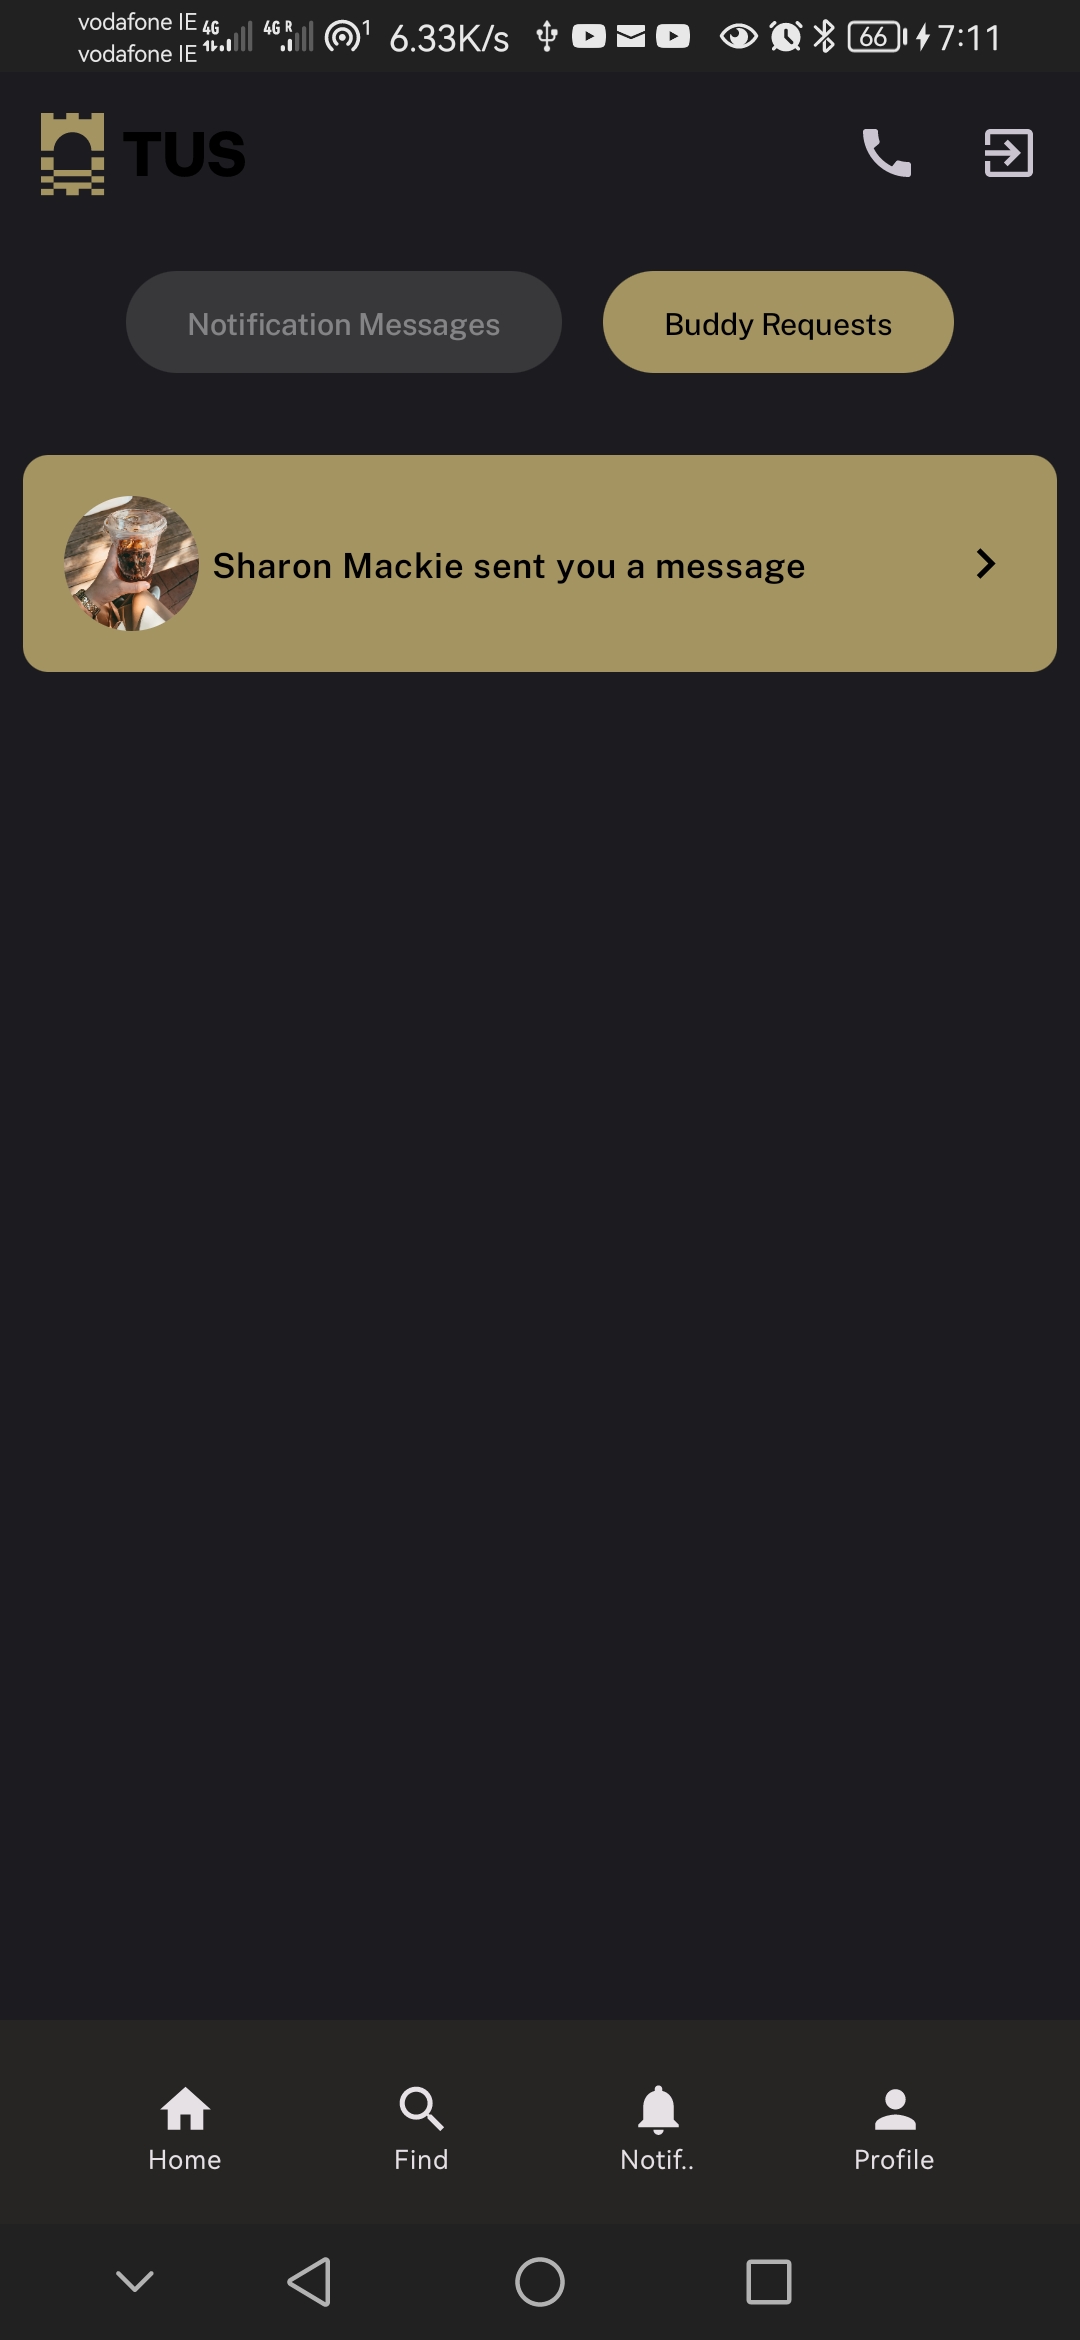 vodafone IE 4G 4G R 1 6.33K/s 66 7:11
vodafone IE
TUS
Notification Messages Buddy Requests
Sharon Mackie sent you a message
Home Find Notif.. Profile